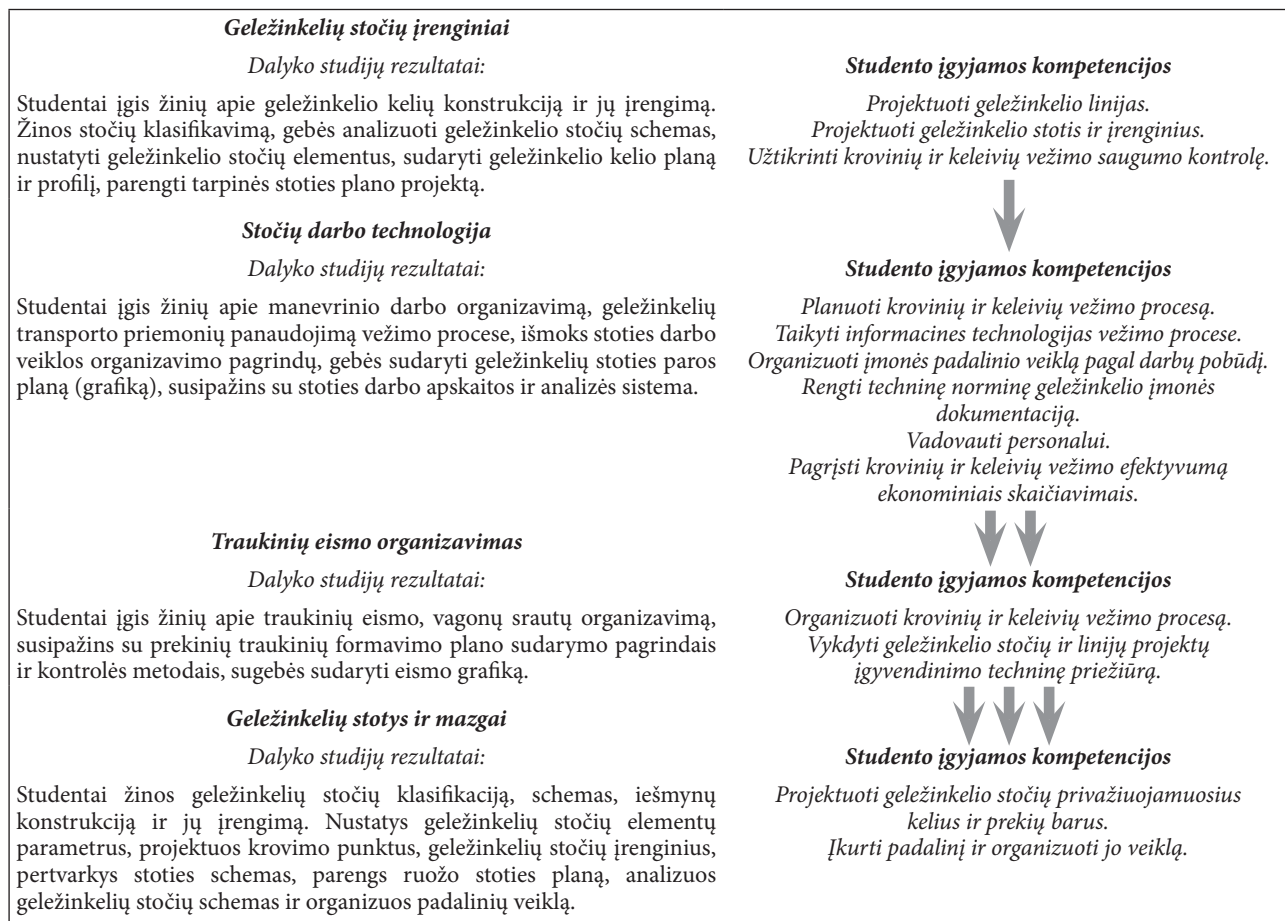 Geležinkelių stočių įrenginiai
Dalyko studijų rezultatai:
Studentai įgis žinių apie geležinkelio kelių konstrukciją ir jų įrengimą.
Žinos stočių klasifikavimą, gebės analizuoti geležinkelio stočių schemas,
nustatyti geležinkelio stočių elementus, sudaryti geležinkelio kelio planą
ir profilį, parengti tarpinės stoties plano projektą.
Studento įgyjamos kompetencijos
Projektuoti geležinkelio linijas.
Projektuoti geležinkelio stotis ir įrenginius.
Užtikrinti krovinių ir keleivių vežimo saugumo kontrolę.
Stočių darbo technologija
Dalyko studijų rezultatai:
Studentai įgis žinių apie manevrinio darbo organizavimą, geležinkelių
transporto priemonių panaudojimą vežimo procese, išmoks stoties darbo
veiklos organizavimo pagrindų, gebės sudaryti geležinkelių stoties paros
planą (grafiką), susipažins su stoties darbo apskaitos ir analizės sistema.
Studento įgyjamos kompetencijos
Planuoti krovinių ir keleivių vežimo procesą.
Taikyti informacines technologijas vežimo procese.
Organizuoti įmonės padalinio veiklą pagal darbų pobūdį.
Rengti techninę norminę geležinkelio įmonės
dokumentaciją.
Vadovauti personalui.
Pagrįsti krovinių ir keleivių vežimo efektyvumą
ekonominiais skaičiavimais.
Traukinių eismo organizavimas
Dalyko studijų rezultatai:
Studentai įgis žinių apie traukinių eismo, vagonų srautų organizavimą,
susipažins su prekinių traukinių formavimo plano sudarymo pagrindais
ir kontrolės metodais, sugebės sudaryti eismo grafiką.
Studento įgyjamos kompetencijos
Organizuoti krovinių ir keleivių vežimo procesą.
Vykdyti geležinkelio stočių ir linijų projektų
įgyvendinimo techninę priežiūrą.
Geležinkelių stotys ir mazgai
Dalyko studijų rezultatai:
Studentai žinos geležinkelių stočių klasifikaciją, schemas, iešmynų
konstrukciją ir jų įrengimą. Nustatys geležinkelių stočių elementų
parametrus, projektuos krovimo punktus, geležinkelių stočių įrenginius,
pertvarkys stoties schemas, parengs ruožo stoties planą, analizuos
geležinkelių stočių schemas ir organizuos padalinių veiklą.
Studento įgyjamos kompetencijos
Projektuoti geležinkelio stočių privažiuojamuosius
kelius ir prekių barus.
Įkurti padalinį ir organizuoti jo veiklą.